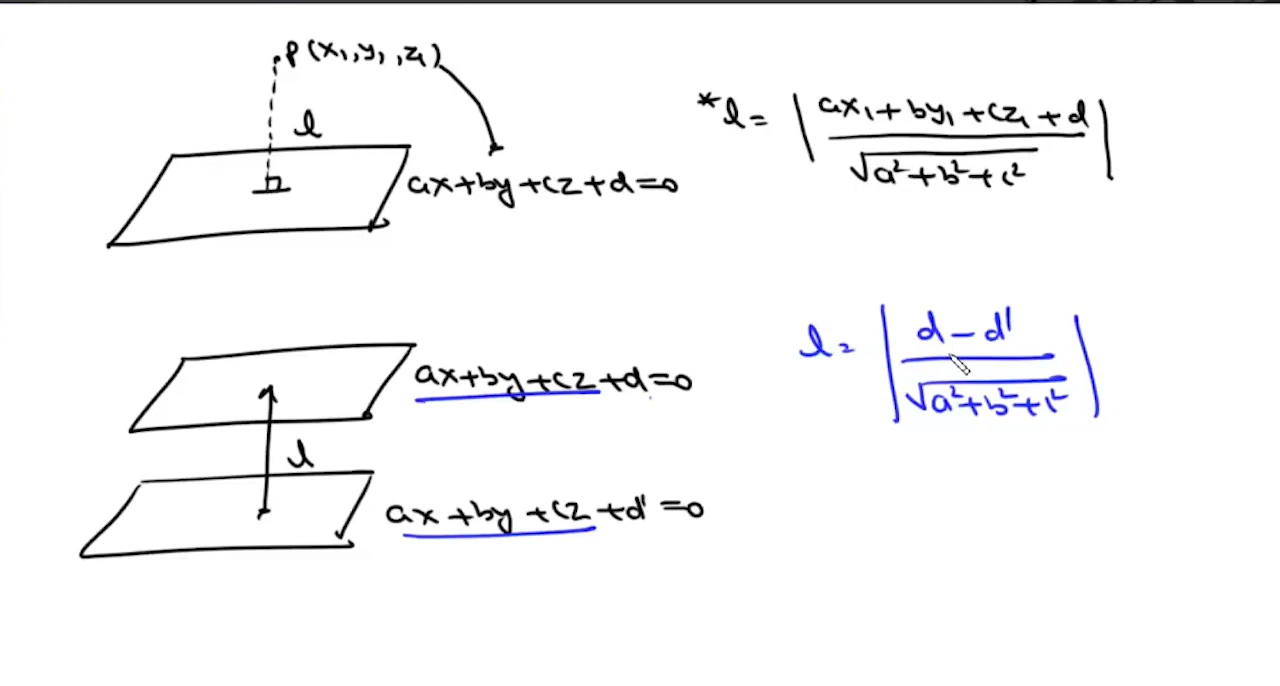 P(x₁,y₁,z₁)
l
ax+by+cz+d=0
*l= |ax₁+by₁+cz₁+d / √a²+b²+c²|
ax+by+cz+d=0
l
ax+by+cz+d'=0
l= |d-d' / √a²+b²+c²|